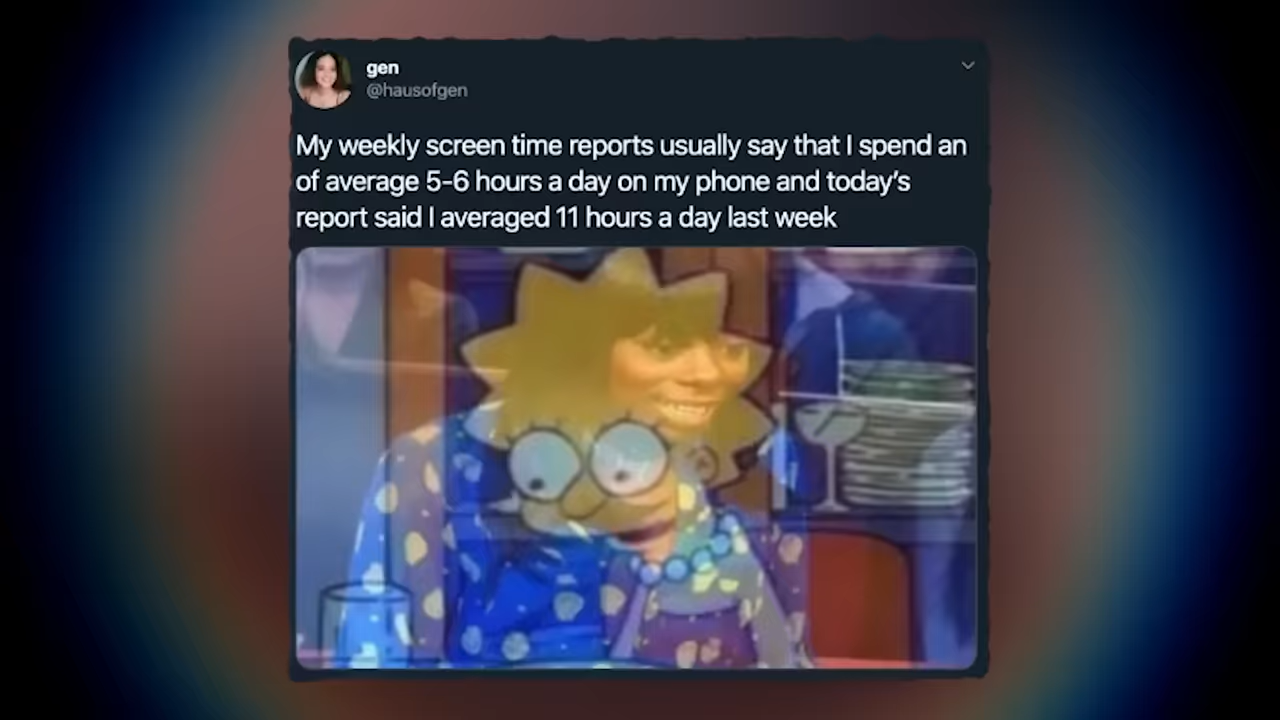 gen
@hausofgen
My weekly screen time reports usually say that I spend an
of average 5-6 hours a day on my phone and today's
report said I averaged 11 hours a day last week